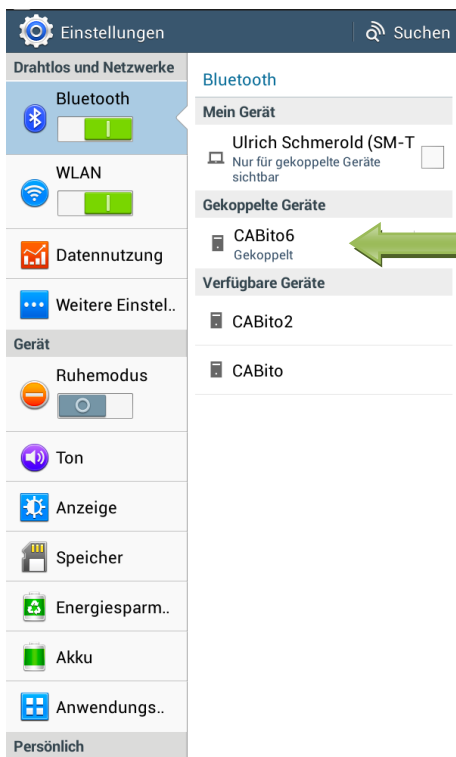 Einstellungen
Suchen
Drahtlos und Netzwerke
Bluetooth
WLAN
Datennutzung
Weitere Einstel..
Gerät
Ruhemodus
Ton
Anzeige
Speicher
Energiesparm..
Akku
Anwendungs..
Persönlich
Bluetooth
Mein Gerät
Ulrich Schmerold (SM-T
Nur für gekoppelte Geräte
sichtbar
Gekoppelte Geräte
CABito6
Gekoppelt
Verfügbare Geräte
CABito2
CABito